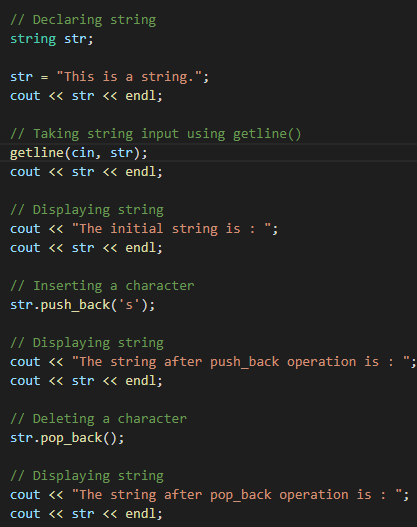 // Declaring string
string str;
str = "This is a string.";
cout << str << endl;
// Taking string input using getline()
getline(cin, str);
cout << str << endl;
// Displaying string
cout << "The initial string is : ";
cout << str << endl;
// Inserting a character
str.push_back('s');
// Displaying string
cout << "The string after push_back operation is : ";
cout << str << endl;
// Deleting a character
str.pop_back();
// Displaying string
cout << "The string after pop_back operation is : ";
cout << str << endl;